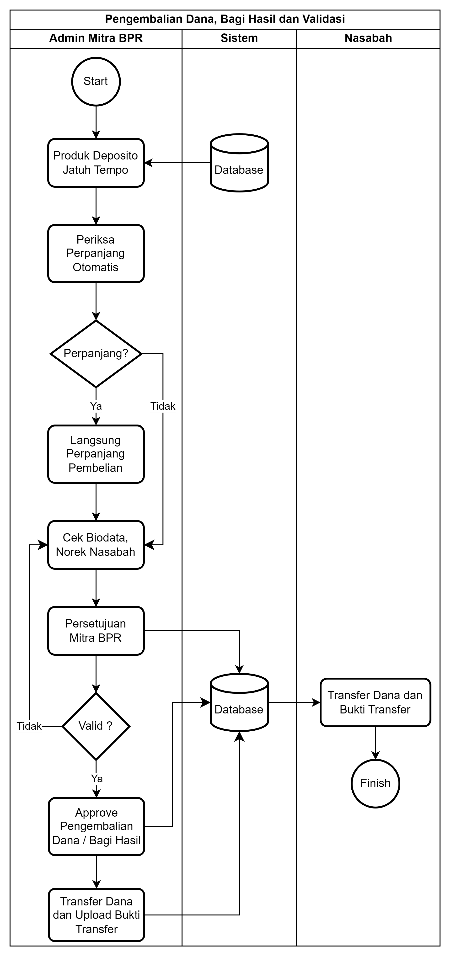 Pengembalian Dana, Bagi Hasil dan Validasi
Admin Mitra BPR
Sistem
Nasabah
Start
Produk Deposito
Jatuh Tempo
Database
Periksa
Perpanjang
Otomatis
Perpanjang?
Ya
Tidak
Langsung
Perpanjang
Pembelian
Cek Biodata,
Norek Nasabah
Persetujuan
Mitra BPR
Database
Transfer Dana dan
Bukti Transfer
Tidak
Valid ?
Ya
Finish
Approve
Pengembalian
Dana / Bagi Hasil
Transfer Dana
dan Upload Bukti
Transfer